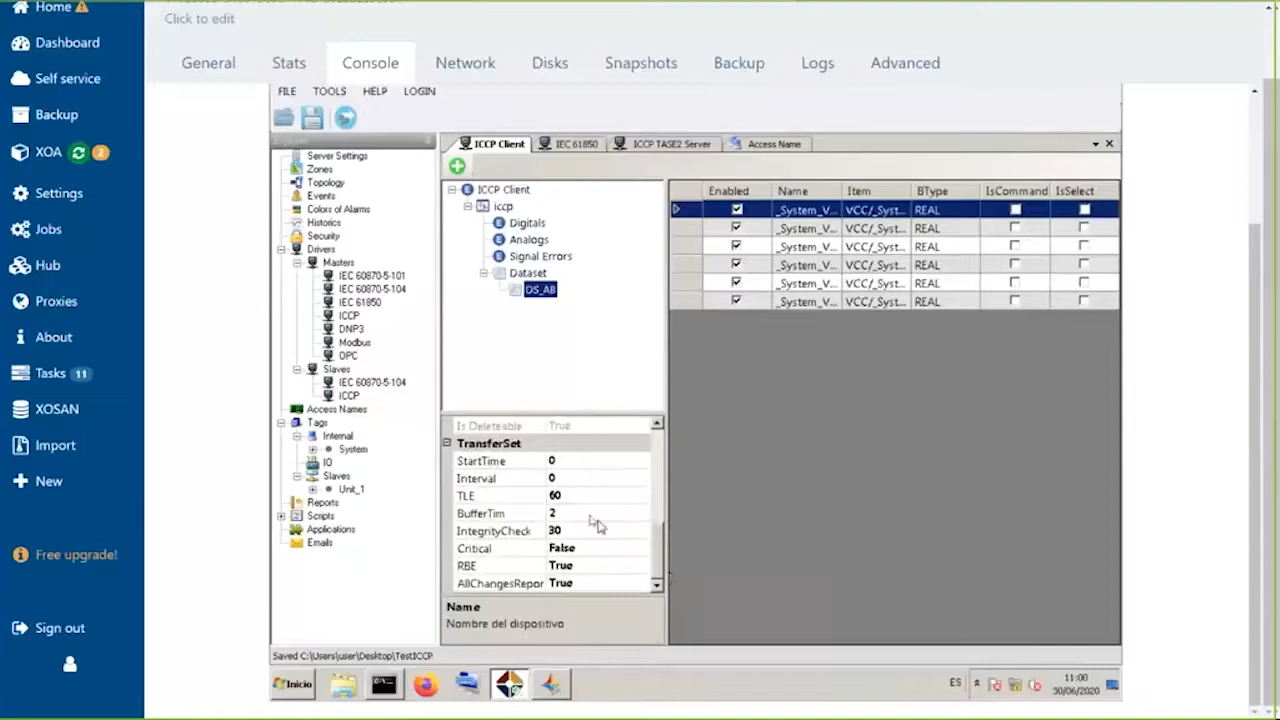 Home
Click to edit
Dashboard
Self service
Backup
XOA 2
Settings
Jobs
Hub
Proxies
About
Tasks 11
XOSAN
Import
New
Free upgrade!
Sign out
General Stats Console Network Disks Snapshots Backup Logs Advanced
FILE TOOLS HELP LOGIN
Server Settings
Zones
Topology
Events
Colors of Alarms
Historics
Security
Drivers
Masters
IEC 60870-5-101
IEC 60870-5-104
IEC 61850
ICCP
DNP3
Modbus
OPC
Slaves
IEC 60870-5-104
ICCP
Access Names
Tags
Internal
System
IO
Slaves
Unit_1
Reports
Scripts
Applications
Emails
ICCP Client IEC 61850 ICCP TASE2 Server Access Name
ICCP Client
iccp
Digitals
Analogs
Signal Errors
Dataset
DS_AB
Is Deleteable True
TransferSet
StartTime 0
Interval 0
TLE 60
BufferTim 2
IntegrityCheck 30
Critical False
RBE True
AllChangesRepor True
Name
Nombre del dispositivo
Enabled Name Item BType IsCommand IsSelect
_System_V... VCC/_Syst... REAL
_System_V... VCC/_Syst... REAL
_System_V... VCC/_Syst... REAL
_System_V... VCC/_Syst... REAL
_System_V... VCC/_Syst... REAL
_System_V... VCC/_Syst... REAL
Saved C:\Users\user\Desktop\TestICCP
Inicio
ES
11:00
30/06/2020